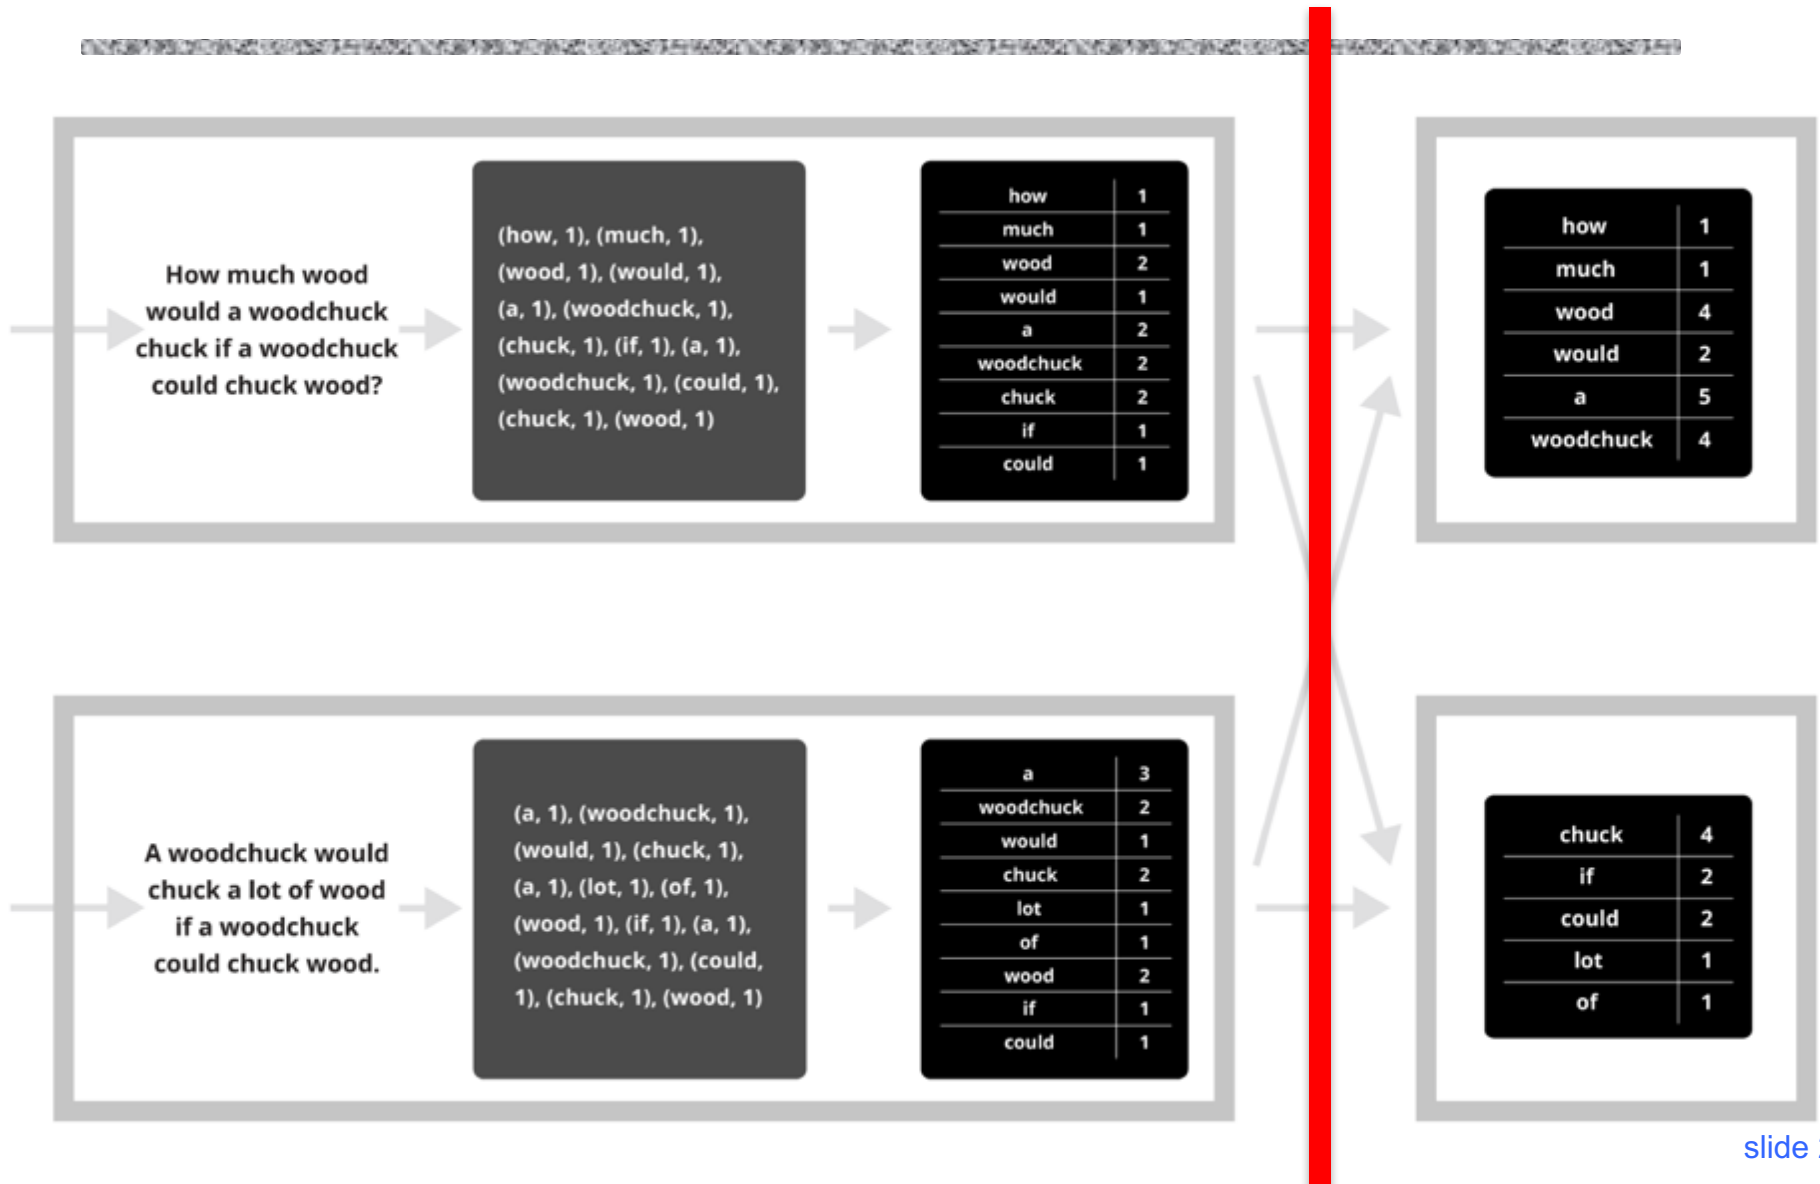 How much wood
would a woodchuck
chuck if a woodchuck
could chuck wood?
(how, 1), (much, 1),
(wood, 1), (would, 1),
(a, 1), (woodchuck, 1),
(chuck, 1), (if, 1), (a, 1),
(woodchuck, 1), (could, 1),
(chuck, 1), (wood, 1)
how 1
much 1
wood 2
would 1
a 2
woodchuck 2
chuck 2
if 1
could 1
how 1
much 1
wood 4
would 2
a 5
woodchuck 4
A woodchuck would
chuck a lot of wood
if a woodchuck
could chuck wood.
(a, 1), (woodchuck, 1),
(would, 1), (chuck, 1),
(a, 1), (lot, 1), (of, 1),
(wood, 1), (if, 1), (a, 1),
(woodchuck, 1), (could,
1), (chuck, 1), (wood, 1)
a 3
woodchuck 2
would 1
chuck 2
lot 1
of 1
wood 2
if 1
could 1
chuck 4
if 2
could 2
lot 1
of 1
slide